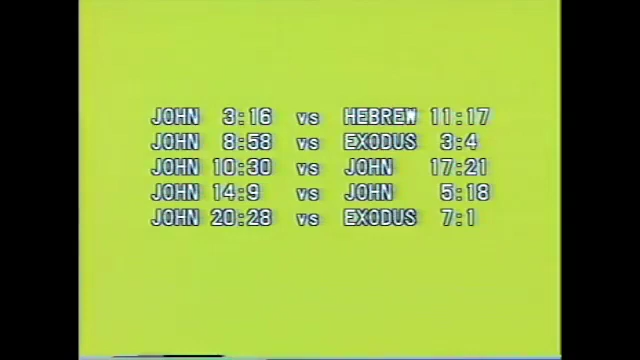 JOHN 3:16 vs HEBREW 11:17
JOHN 8:58 vs EXODUS 3:4
JOHN 10:30 vs JOHN 17:21
JOHN 14:9 vs JOHN 5:18
JOHN 20:28 vs EXODUS 7:1